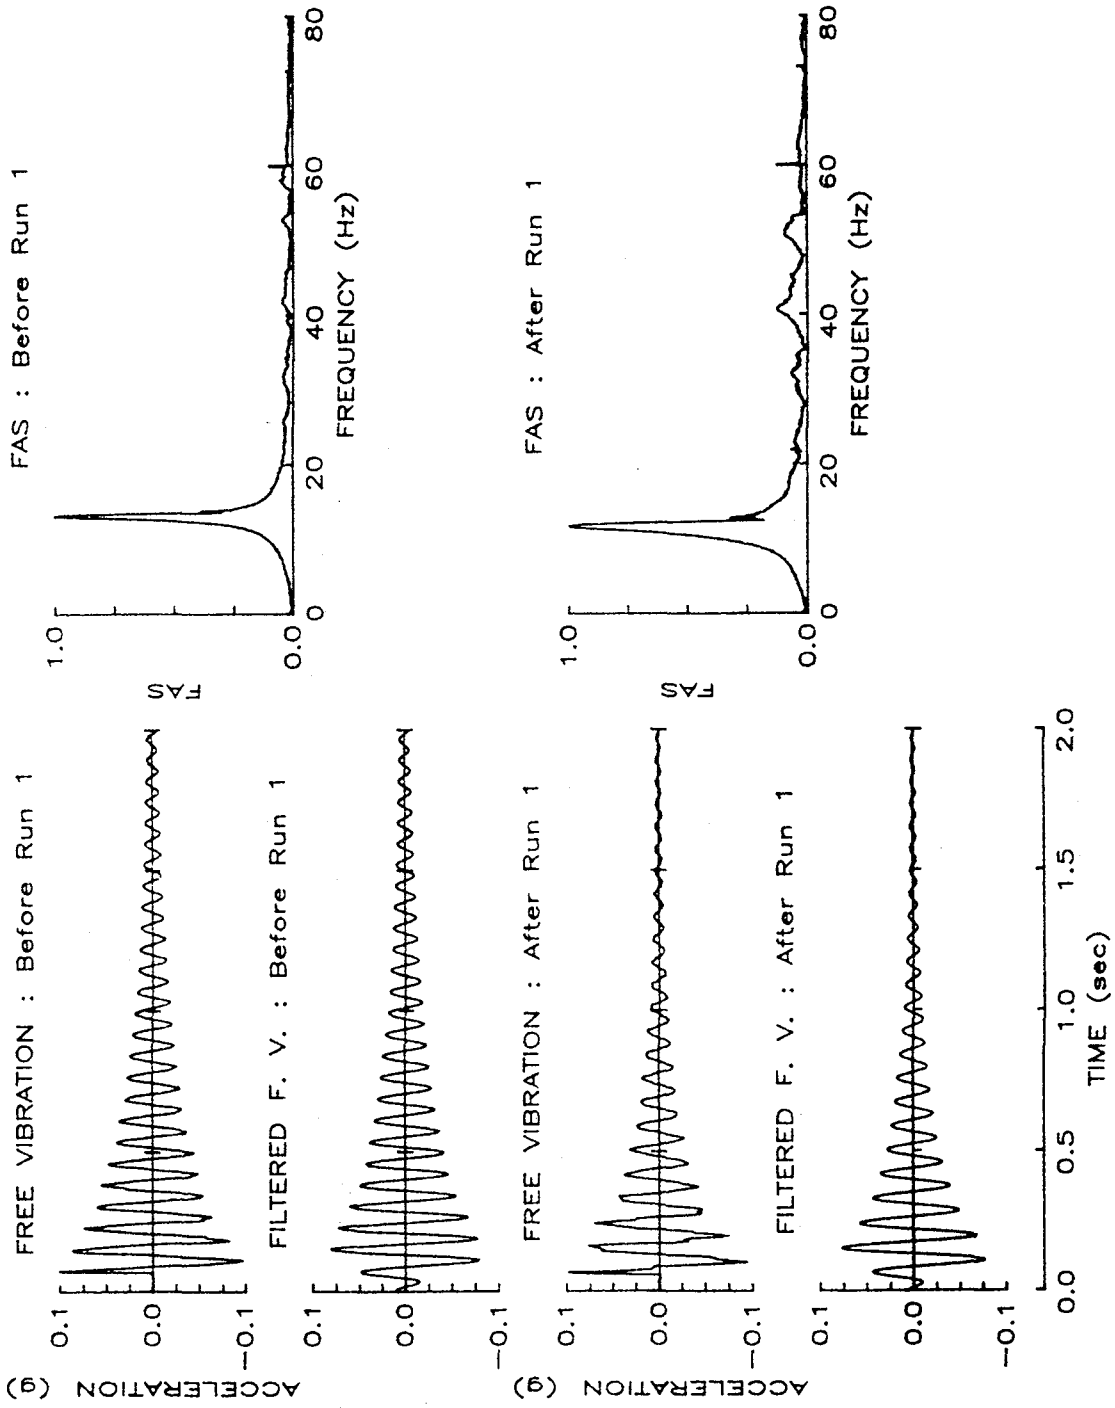 FREE VIBRATION : Before Run 1
0.1
0.0
-0.1
ACCELERATION (g)
FILTERED F. V. : Before Run 1
0.1
0.0
-0.1
FREE VIBRATION : After Run 1
0.1
0.0
-0.1
ACCELERATION (g)
FILTERED F. V. : After Run 1
0.1
0.0
-0.1
0.0 0.5 1.0 1.5 2.0
TIME (sec)
FAS : Before Run 1
1.0
0.0
FAS
0 20 40 60 80
FREQUENCY (Hz)
FAS : After Run 1
1.0
0.0
FAS
0 20 40 60 80
FREQUENCY (Hz)